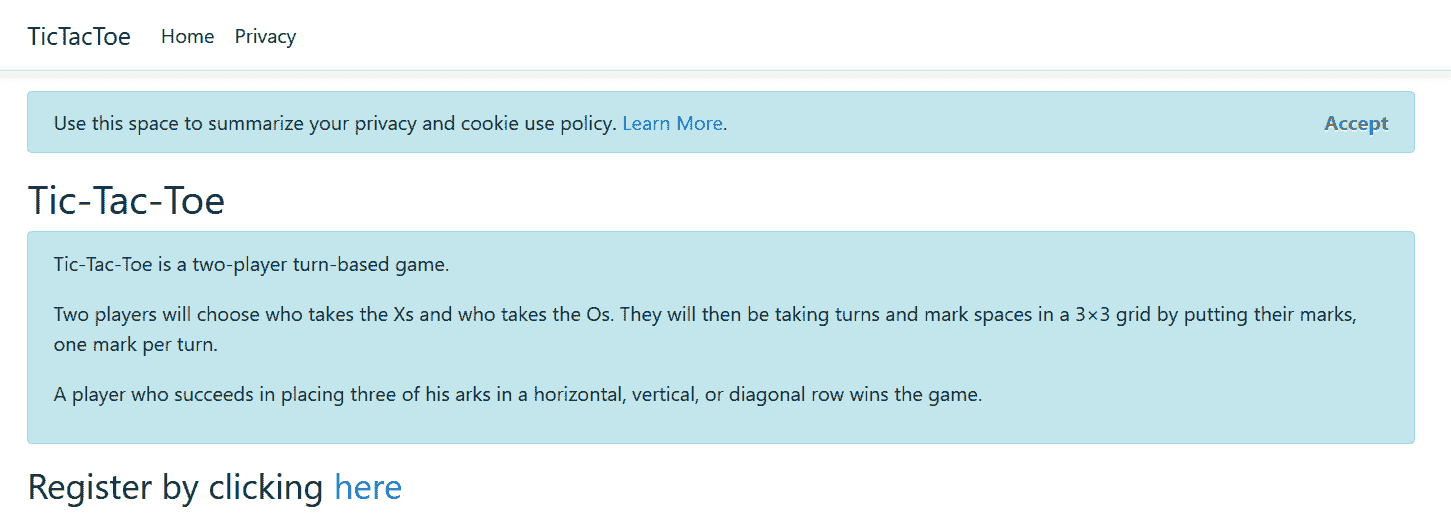 TicTacToe Home Privacy
Use this space to summarize your privacy and cookie use policy. Learn More. Accept
Tic-Tac-Toe
Tic-Tac-Toe is a two-player turn-based game.
Two players will choose who takes the Xs and who takes the Os. They will then be taking turns and mark spaces in a 3×3 grid by putting their marks,
one mark per turn.
A player who succeeds in placing three of his arks in a horizontal, vertical, or diagonal row wins the game.
Register by clicking here